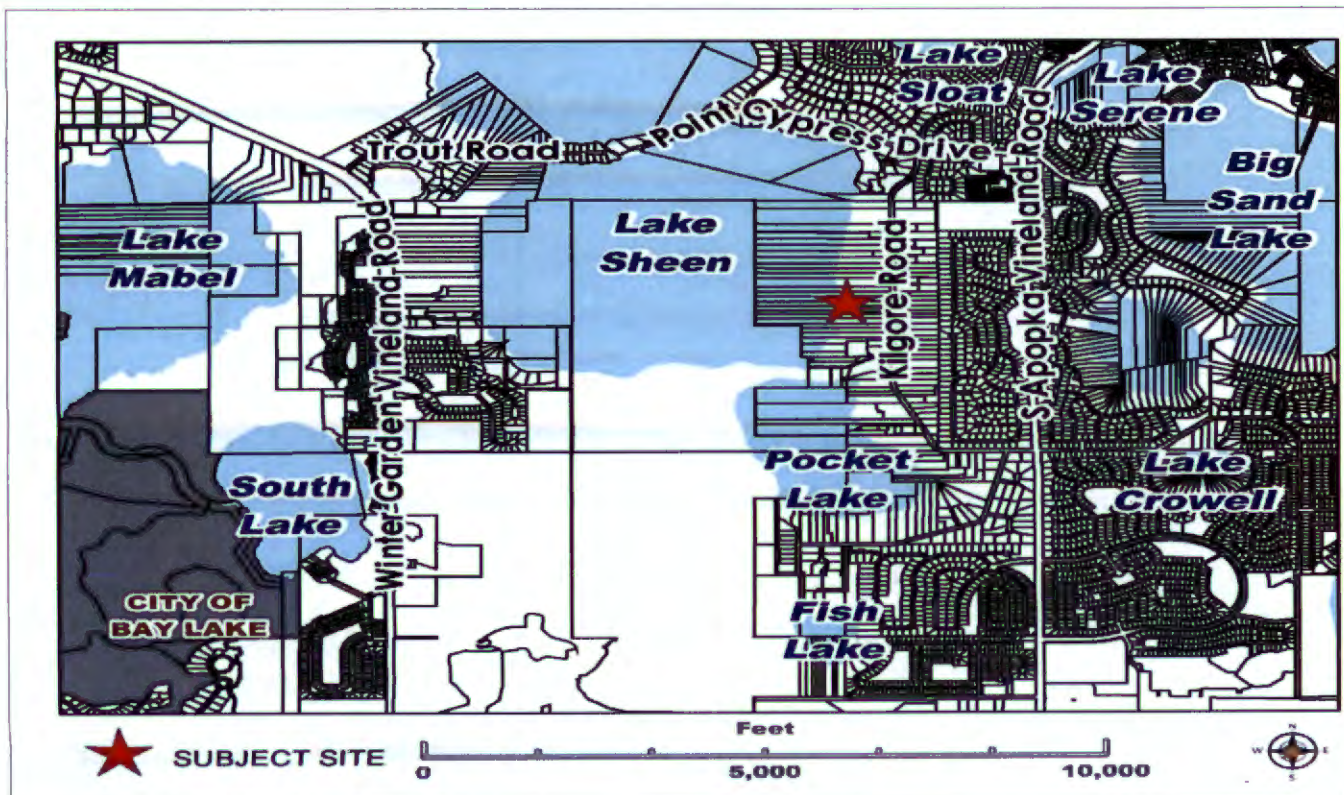 Lake
Sloat
Lake
Serene
Trout Road
Point Cypress Drive
Big
Sand
Lake
Lake
Mabel
Lake
Sheen
Winter Garden Vineland Road
Kilgore Road
S Apopka Vineland Road
South
Lake
Pocket
Lake
Lake
Crowell
CITY OF
BAY LAKE
Fish
Lake
SUBJECT SITE
Feet
0
5,000
10,000
N
W
E
S